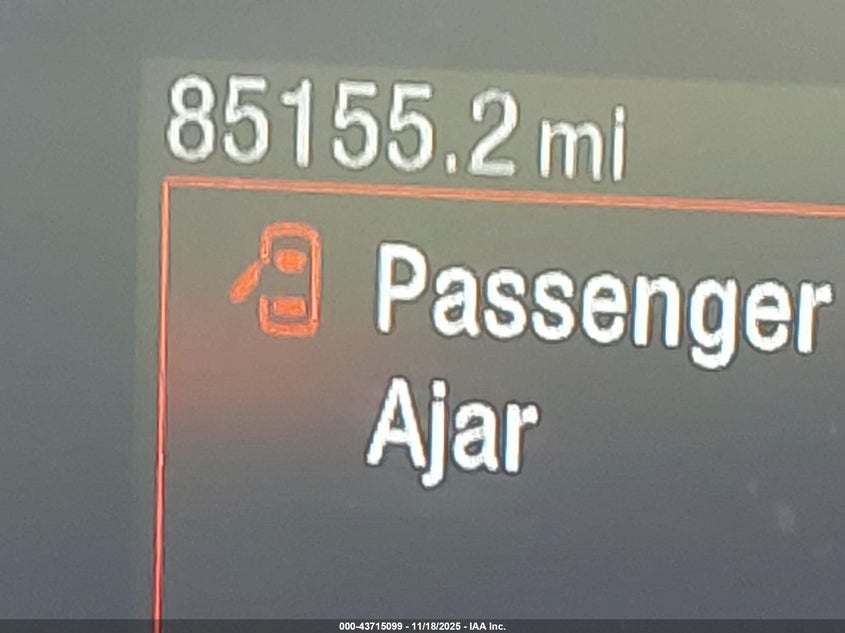 85155.2 mi
Passenger
Ajar
000-43715099 - 11/18/2025 - IAA Inc.